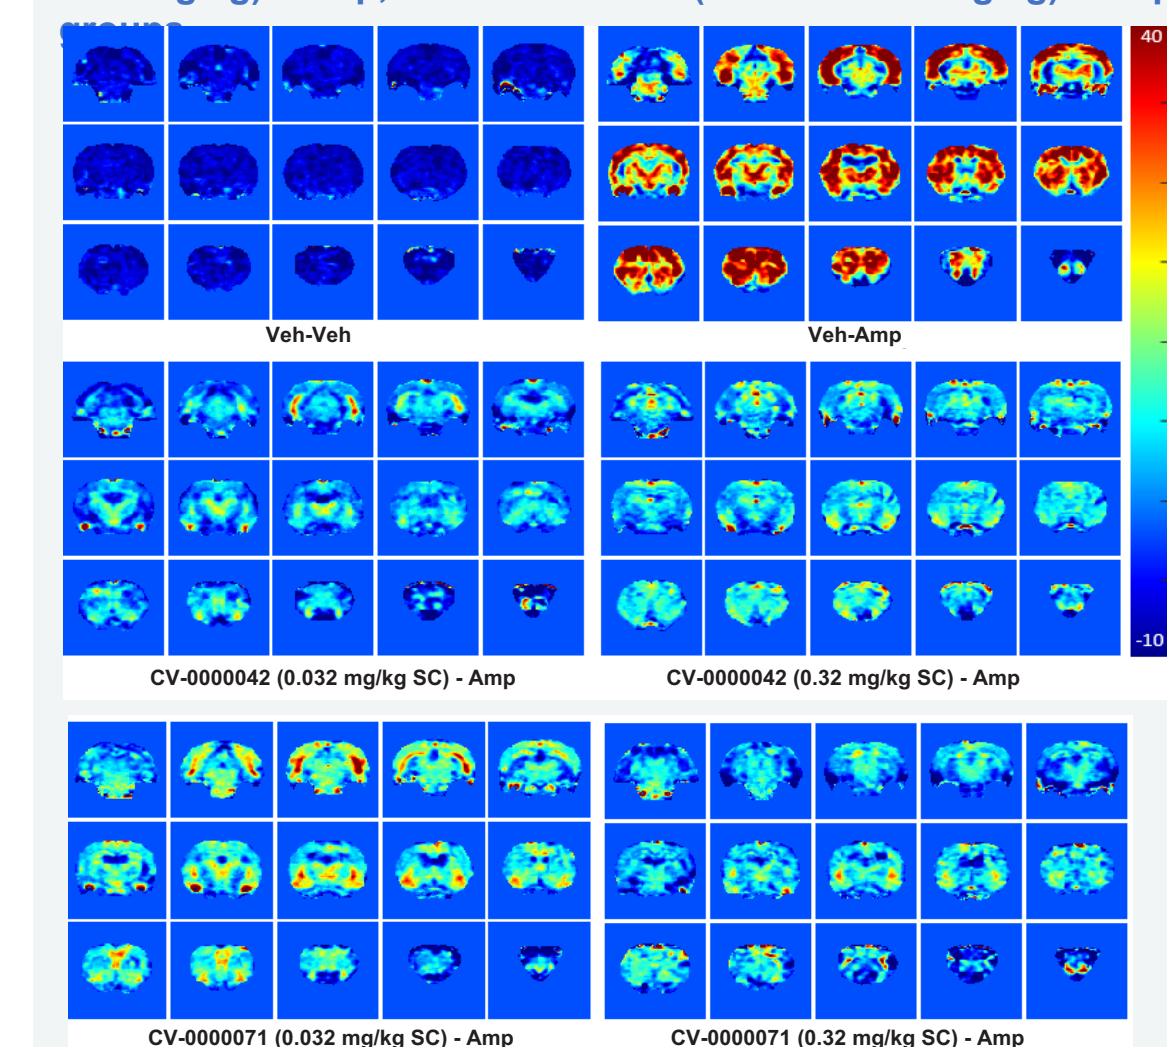 groups
40
Veh-Veh
Veh-Amp
-10
CV-0000042 (0.032 mg/kg SC) - Amp
CV-0000042 (0.32 mg/kg SC) - Amp
CV-0000071 (0.032 mg/kg SC) - Amp
CV-0000071 (0.32 mg/kg SC) - Amp